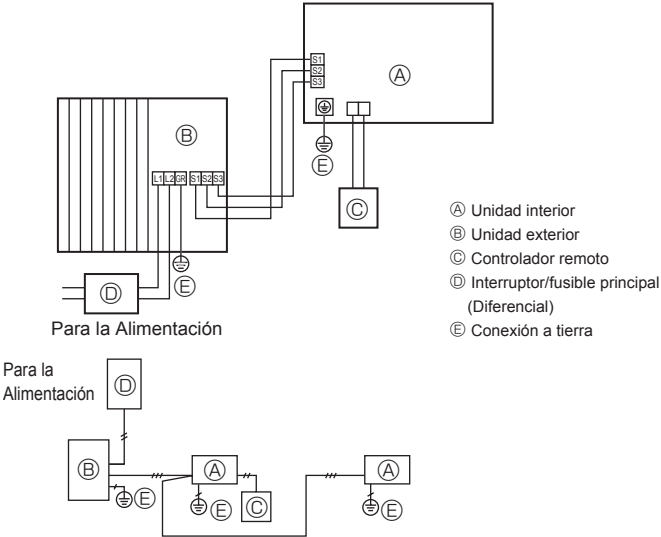 S1
S2
S3
Ⓐ
Ⓑ
L1 L2 GR S1 S2 S3
Ⓔ
Ⓒ
Ⓔ
Ⓓ
Para la Alimentación
Ⓐ Unidad interior
Ⓑ Unidad exterior
Ⓒ Controlador remoto
Ⓓ Interruptor/fusible principal
(Diferencial)
Ⓔ Conexión a tierra
Para la
Alimentación
Ⓓ
Ⓑ
Ⓔ
Ⓐ
Ⓔ
Ⓒ
Ⓐ
Ⓔ